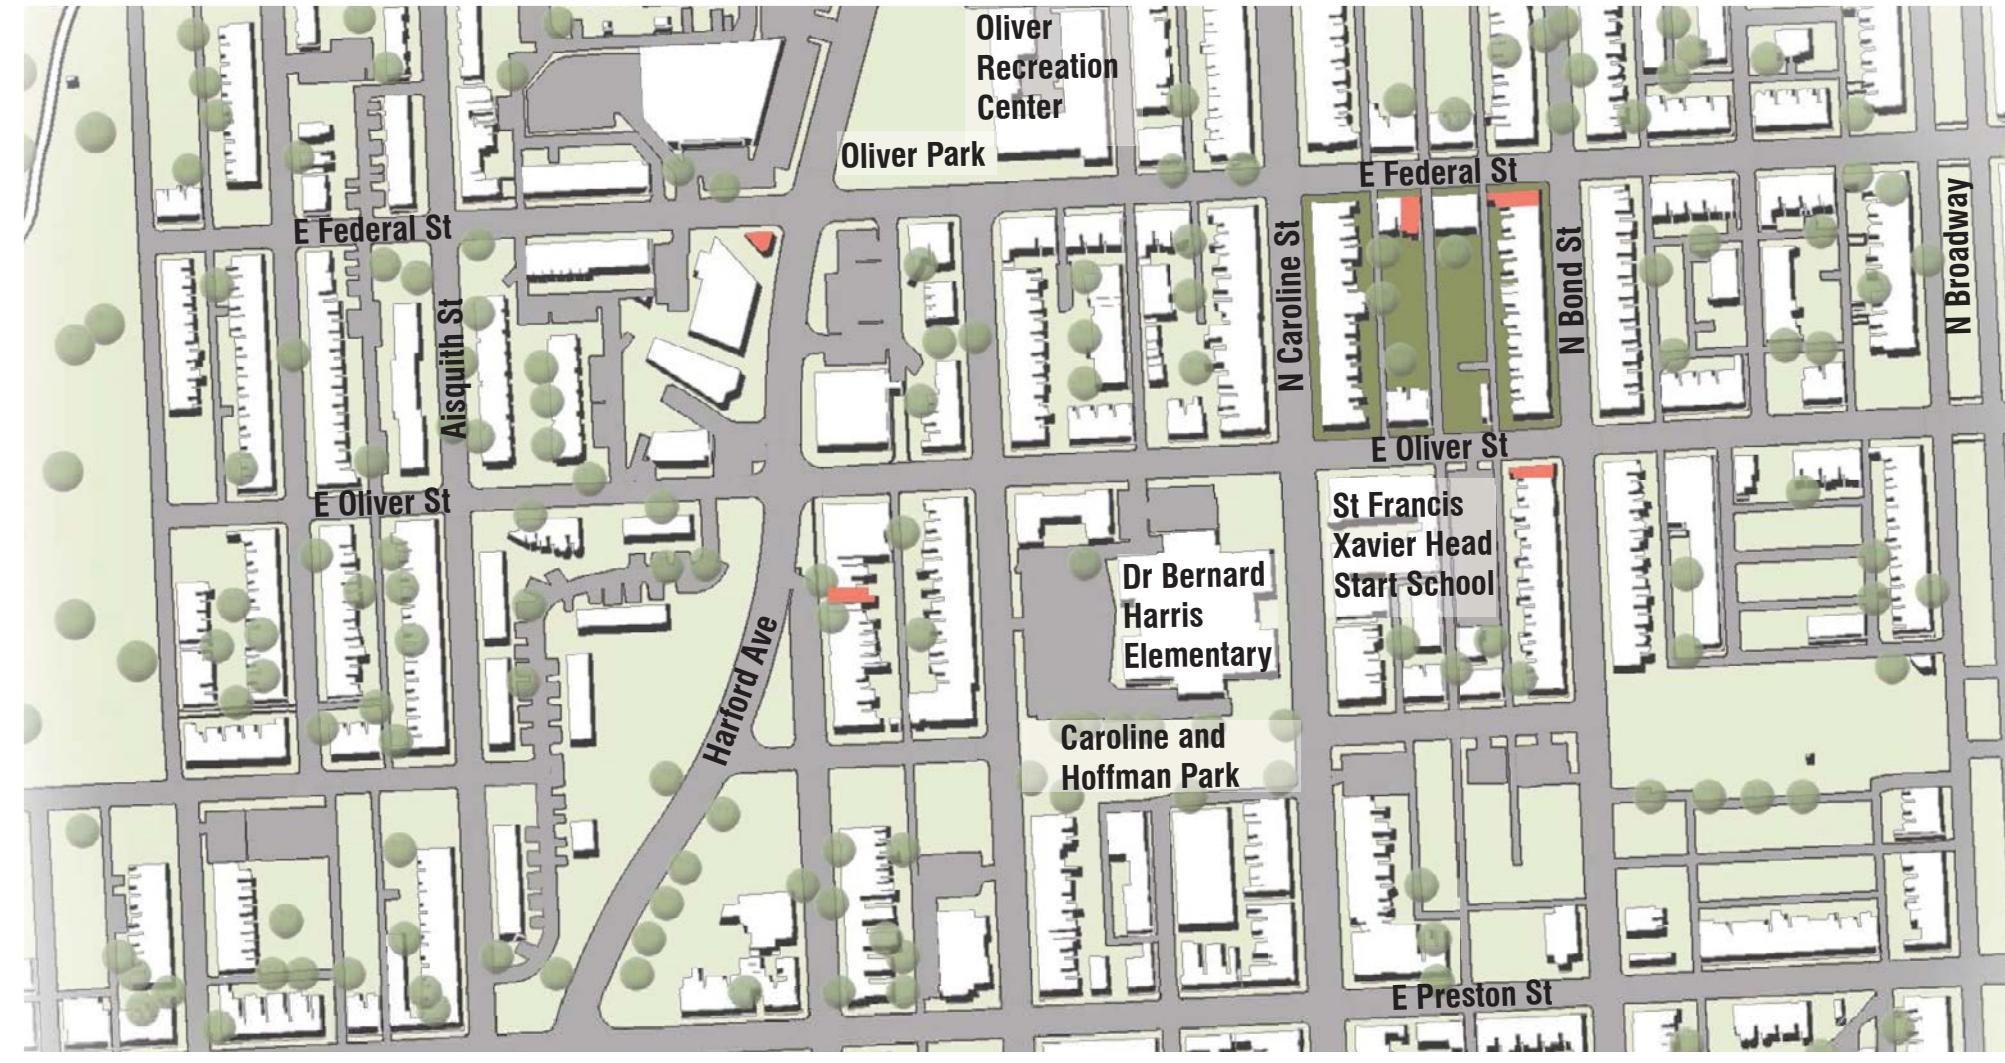 Oliver
Recreation
Center
Oliver Park
E Federal St
E Federal St
N Broadway
N Caroline St
N Bond St
Aisquith St
E Oliver St
E Oliver St
St Francis
Xavier Head
Start School
Dr Bernard
Harris
Elementary
Harford Ave
Caroline and
Hoffman Park
E Preston St